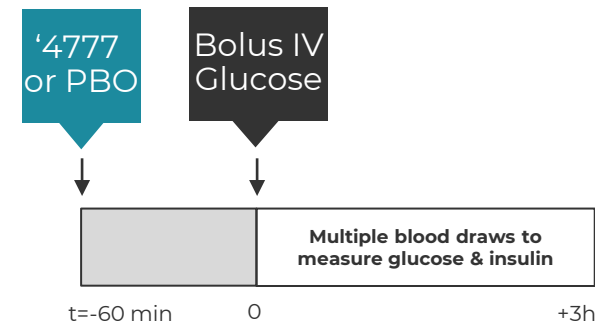 ‘4777
or PBO
Bolus IV
Glucose
Multiple blood draws to
measure glucose & insulin
t=-60 min
0
+3h